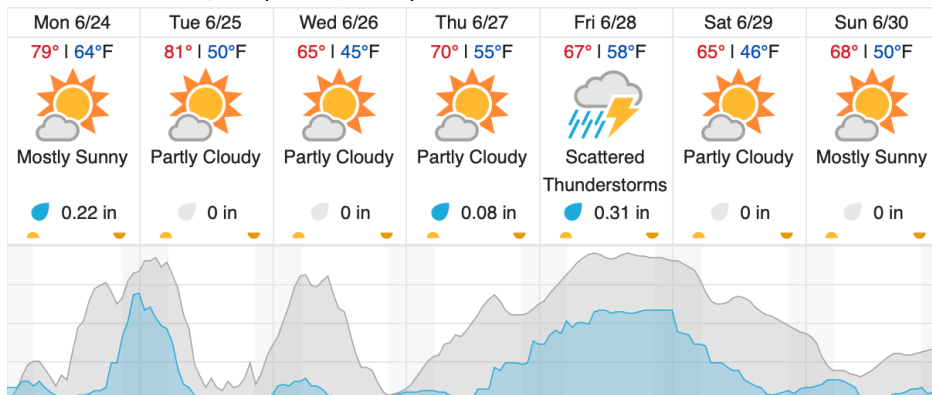 Mon 6/24 Tue 6/25 Wed 6/26 Thu 6/27 Fri 6/28 Sat 6/29 Sun 6/30
79° | 64°F 81° | 50°F 65° | 45°F 70° | 55°F 67° | 58°F 65° | 46°F 68° | 50°F
Mostly Sunny Partly Cloudy Partly Cloudy Partly Cloudy Scattered Partly Cloudy Mostly Sunny
Thunderstorms
0.22 in 0 in 0 in 0.08 in 0.31 in 0 in 0 in